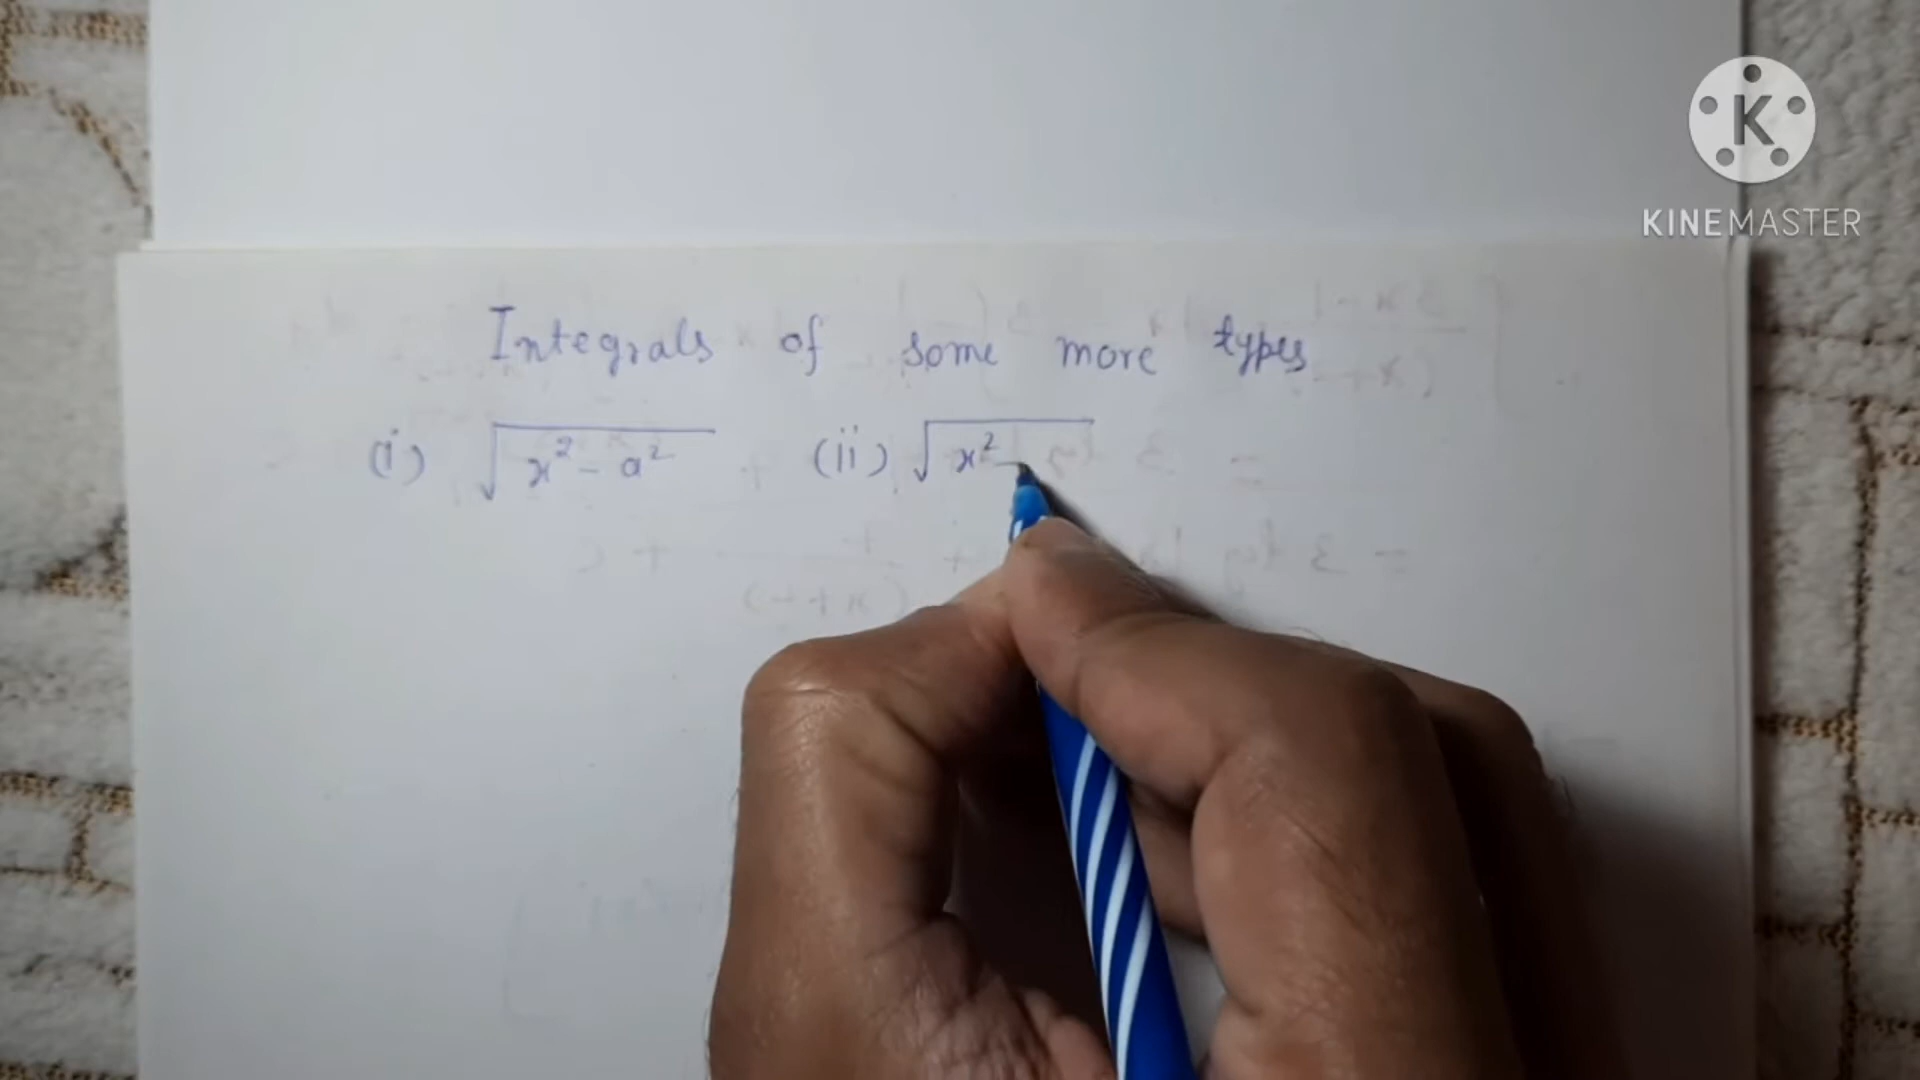 K
KINEMASTER
Integrals of some more types
(i) √x² - a² (ii) √x² -